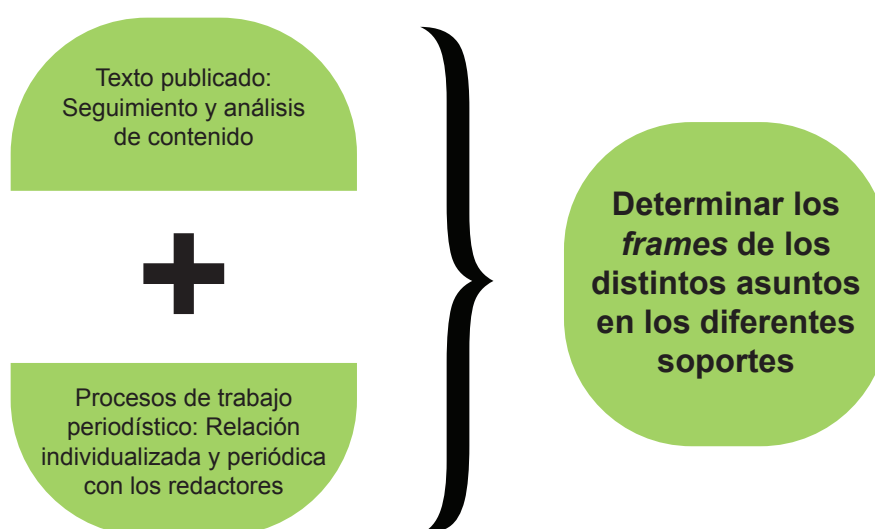 Texto publicado:
Seguimiento y análisis
de contenido
+
Procesos de trabajo
periodístico: Relación
individualizada y periódica
con los redactores
Determinar los
frames de los
distintos asuntos
en los diferentes
soportes